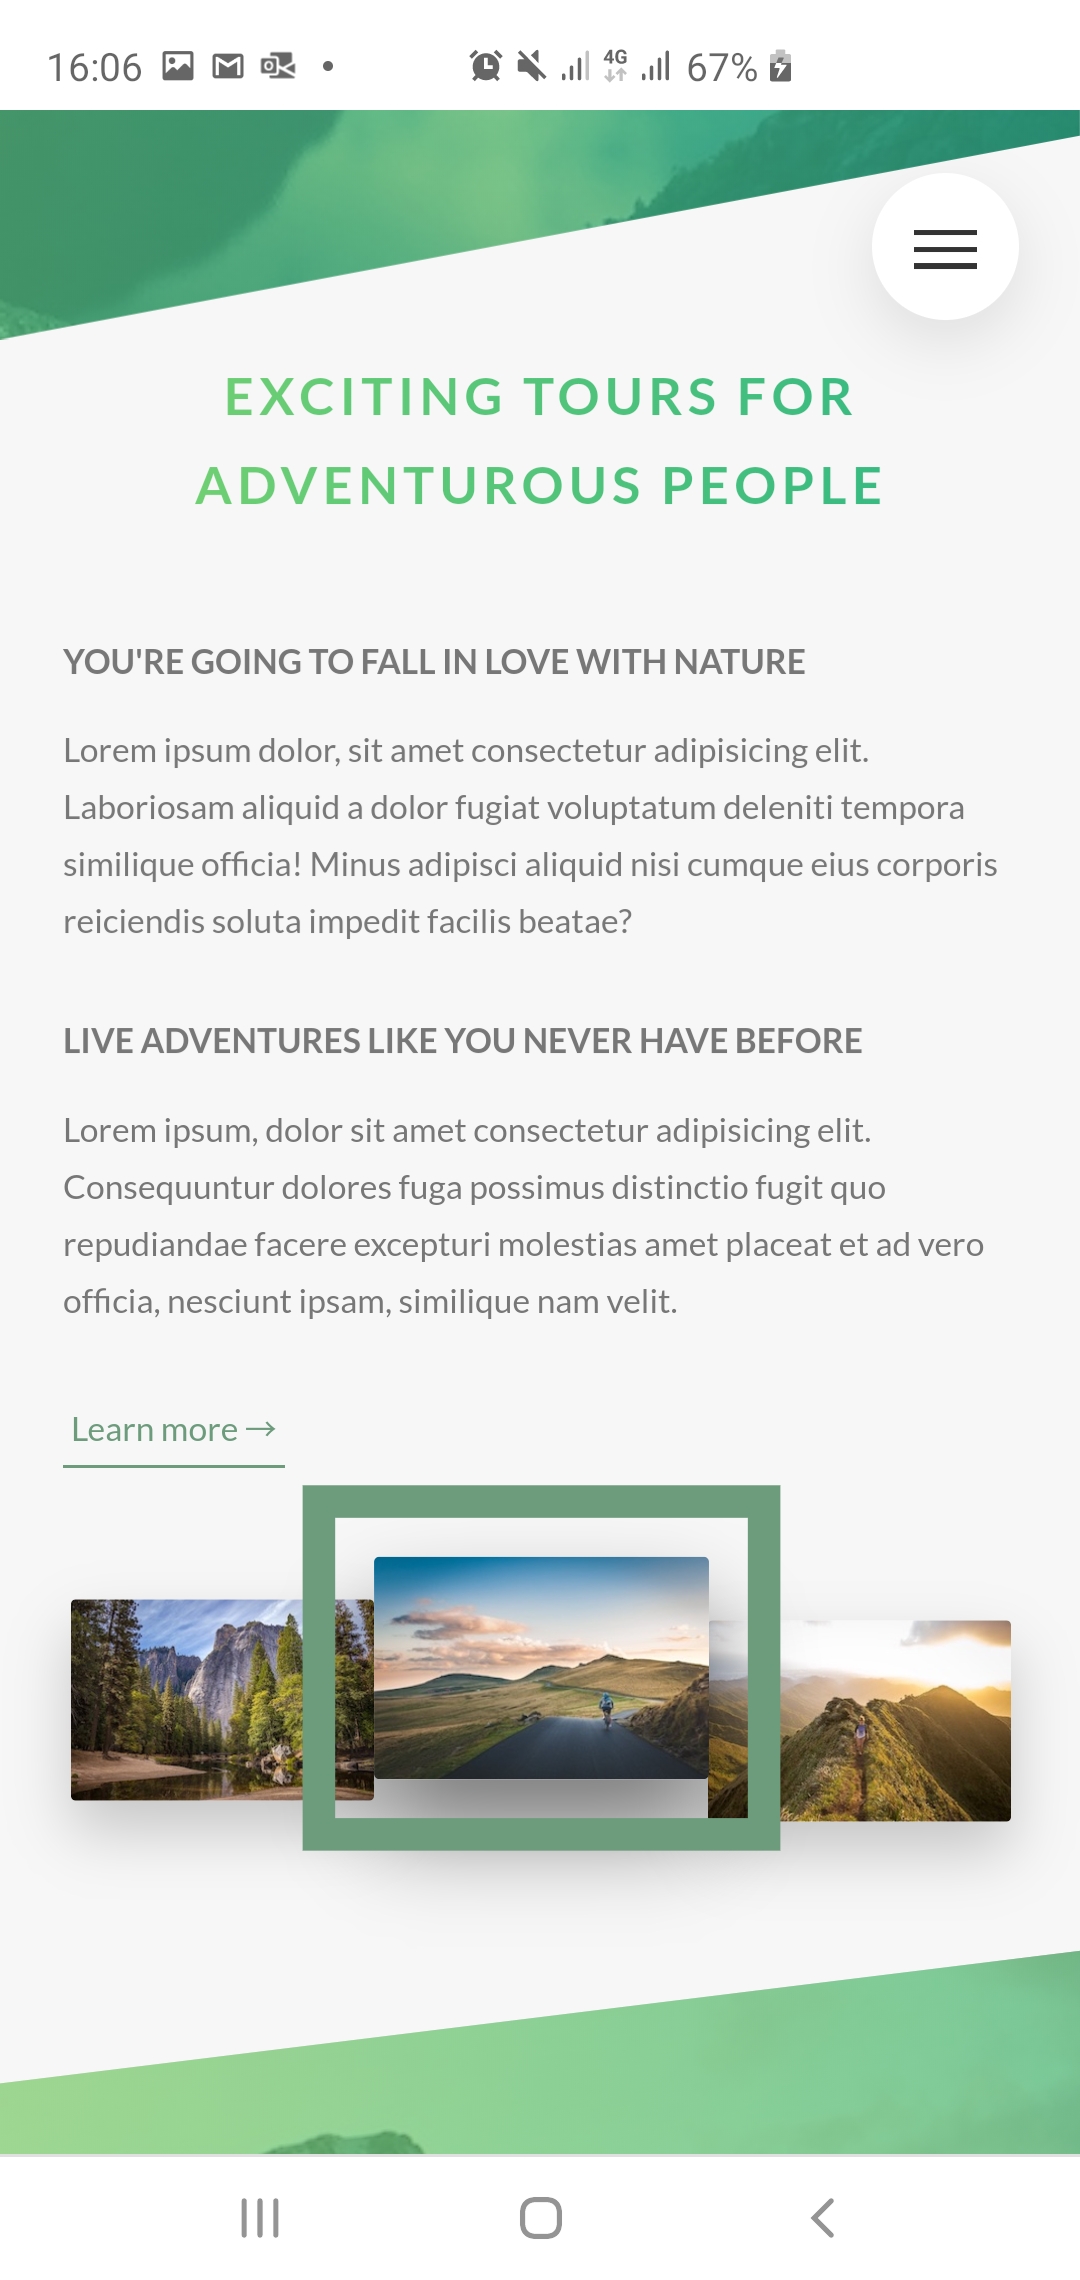 16:06
4G
67%
EXCITING TOURS FOR
ADVENTUROUS PEOPLE
YOU'RE GOING TO FALL IN LOVE WITH NATURE
Lorem ipsum dolor, sit amet consectetur adipisicing elit.
Laboriosam aliquid a dolor fugiat voluptatum deleniti tempora
similique officia! Minus adipisci aliquid nisi cumque eius corporis
reiciendis soluta impedit facilis beatae?
LIVE ADVENTURES LIKE YOU NEVER HAVE BEFORE
Lorem ipsum, dolor sit amet consectetur adipisicing elit.
Consequuntur dolores fuga possimus distinctio fugit quo
repudiandae facere excepturi molestias amet placeat et ad vero
officia, nesciunt ipsam, similique nam velit.
Learn more →